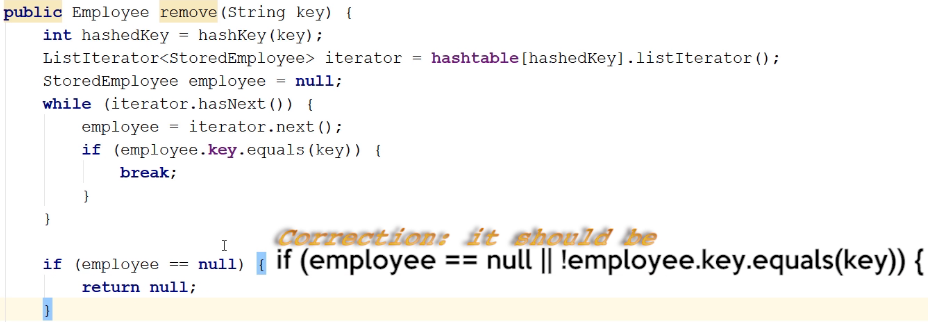 public Employee remove(String key) {
int hashedKey = hashKey(key);
ListIterator<StoredEmployee> iterator = hashtable[hashedKey].listIterator();
StoredEmployee employee = null;
while (iterator.hasNext()) {
employee = iterator.next();
if (employee.key.equals(key)) {
break;
}
}
Correction: it should be
if (employee == null) { if (employee == null || !employee.key.equals(key)) {
return null;
}